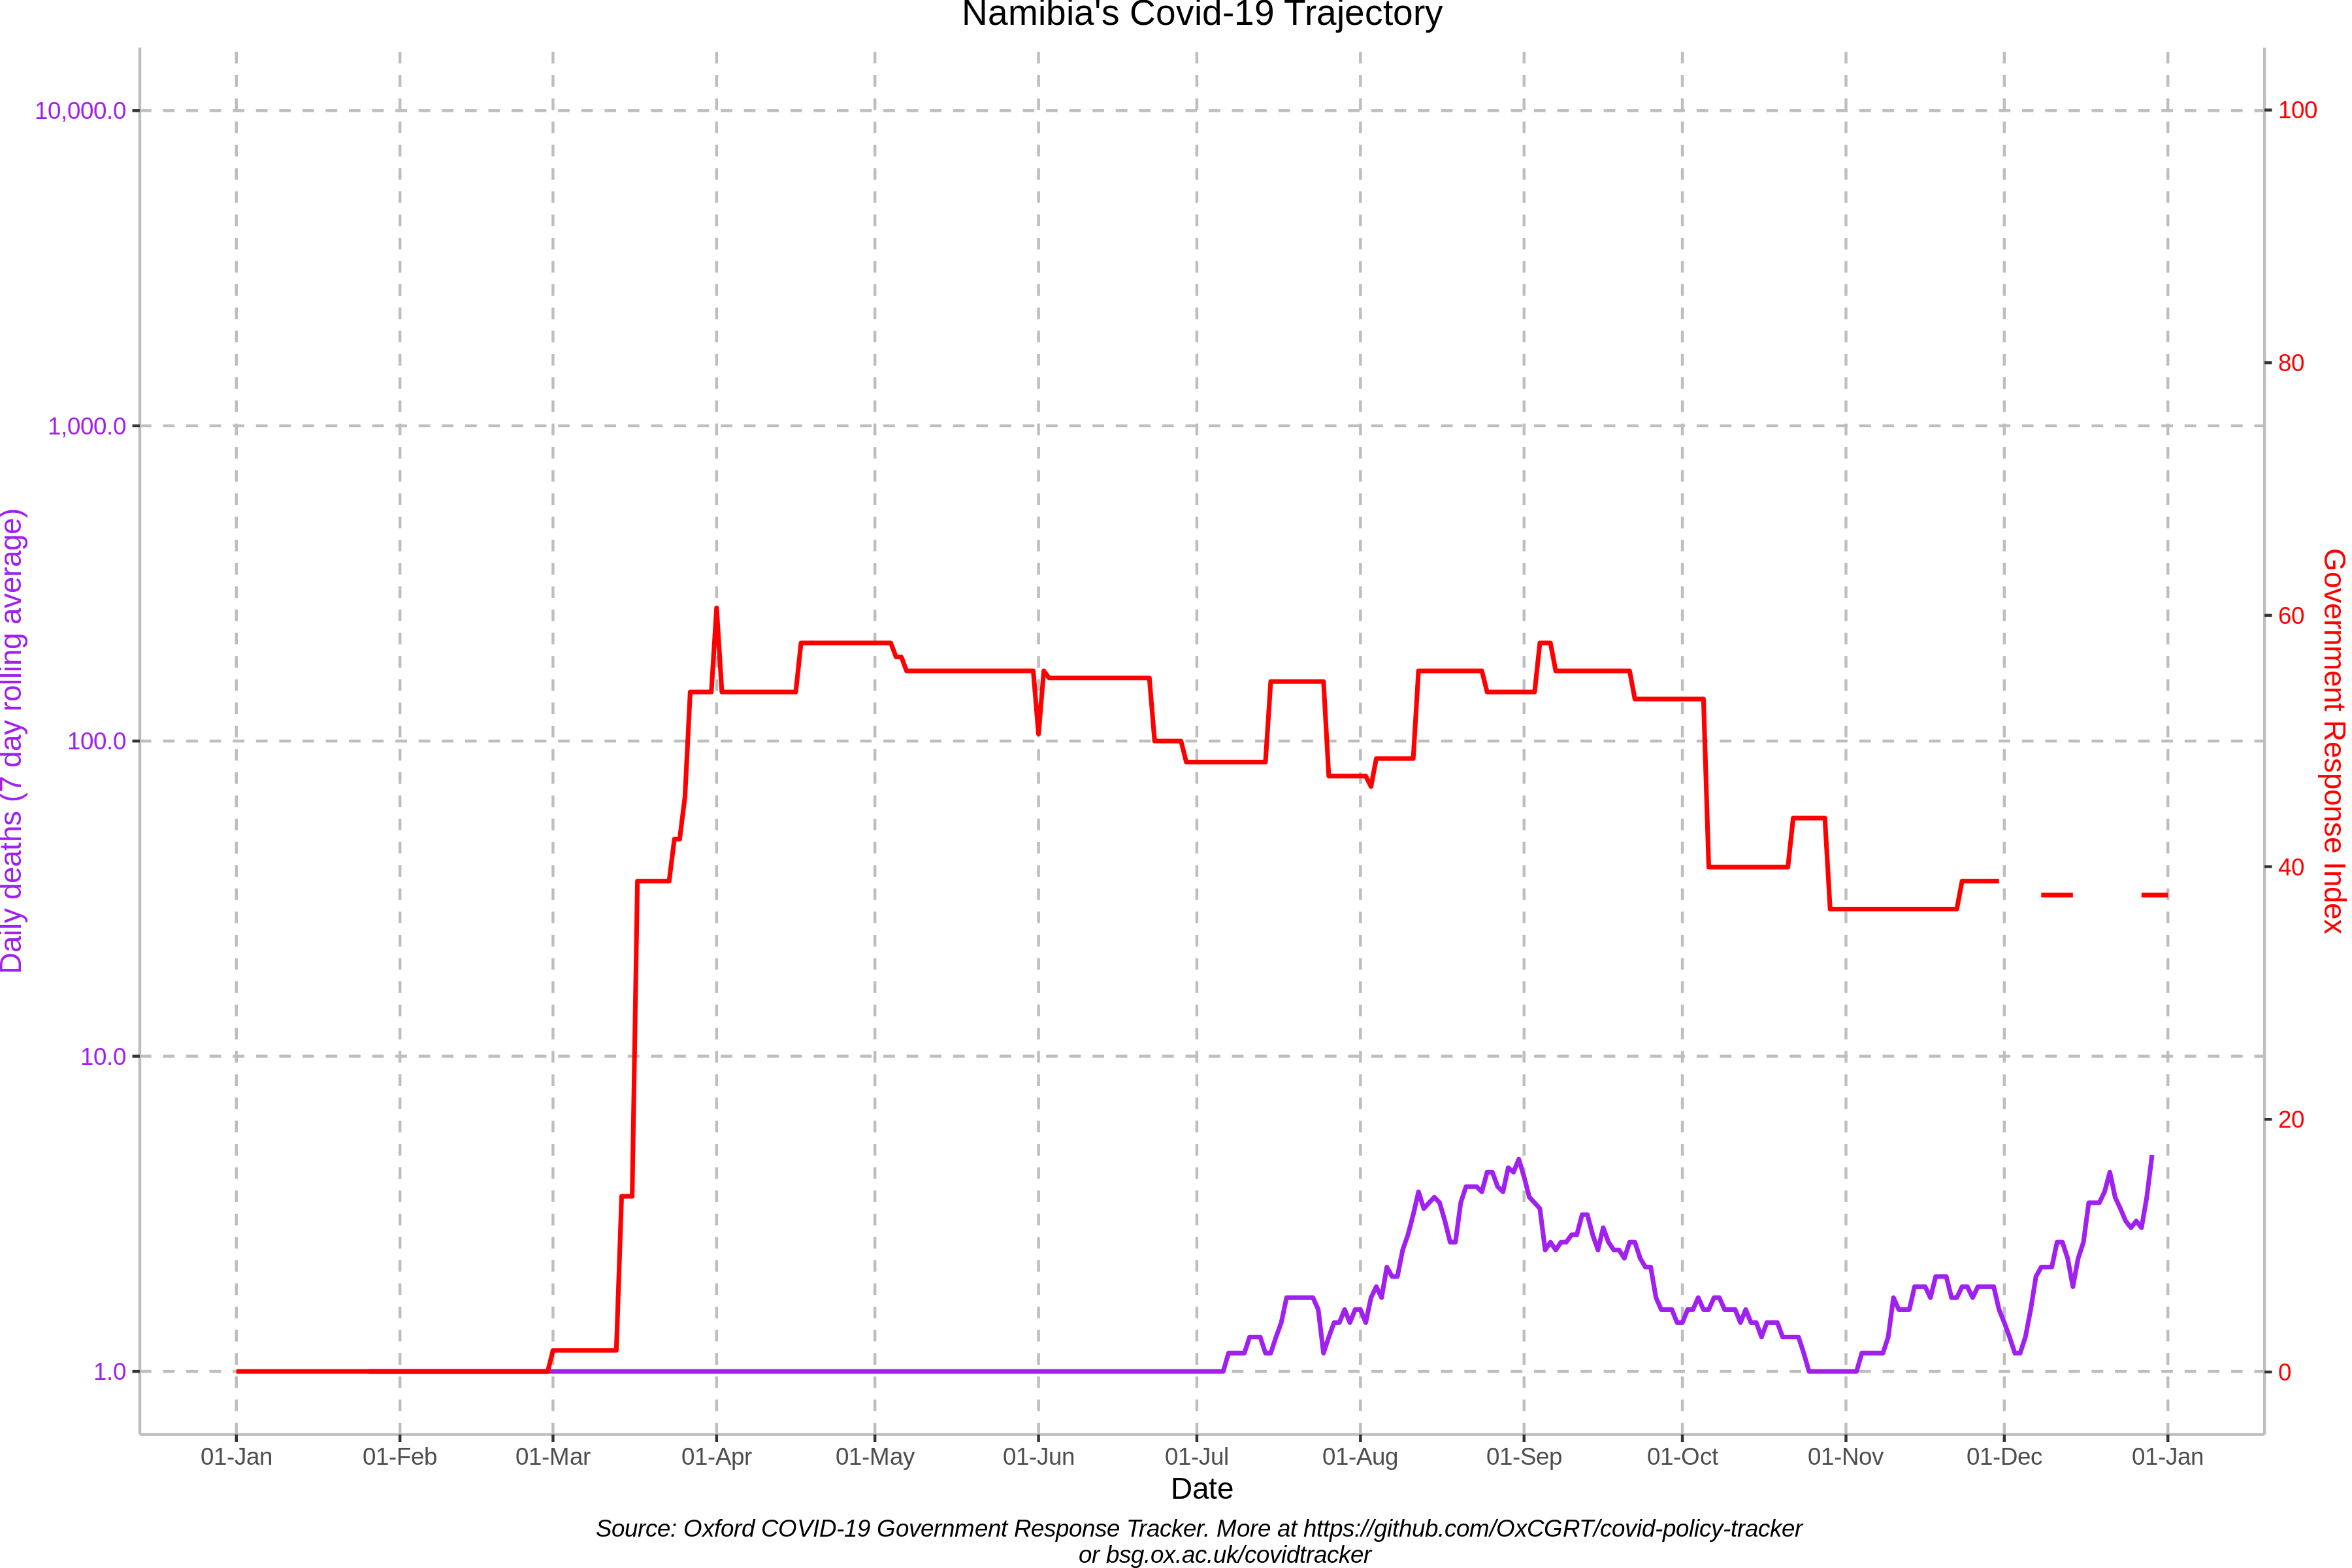 Namibia's Covid-19 Trajectory
10,000.0
1,000.0
100.0
10.0
1.0
Daily deaths (7 day rolling average)
100
80
60
40
20
0
Government Response Index
01-Jan 01-Feb 01-Mar 01-Apr 01-May 01-Jun 01-Jul 01-Aug 01-Sep 01-Oct 01-Nov 01-Dec 01-Jan
Date
Source: Oxford COVID-19 Government Response Tracker. More at https://github.com/OxCGRT/covid-policy-tracker
or bsg.ox.ac.uk/covidtracker